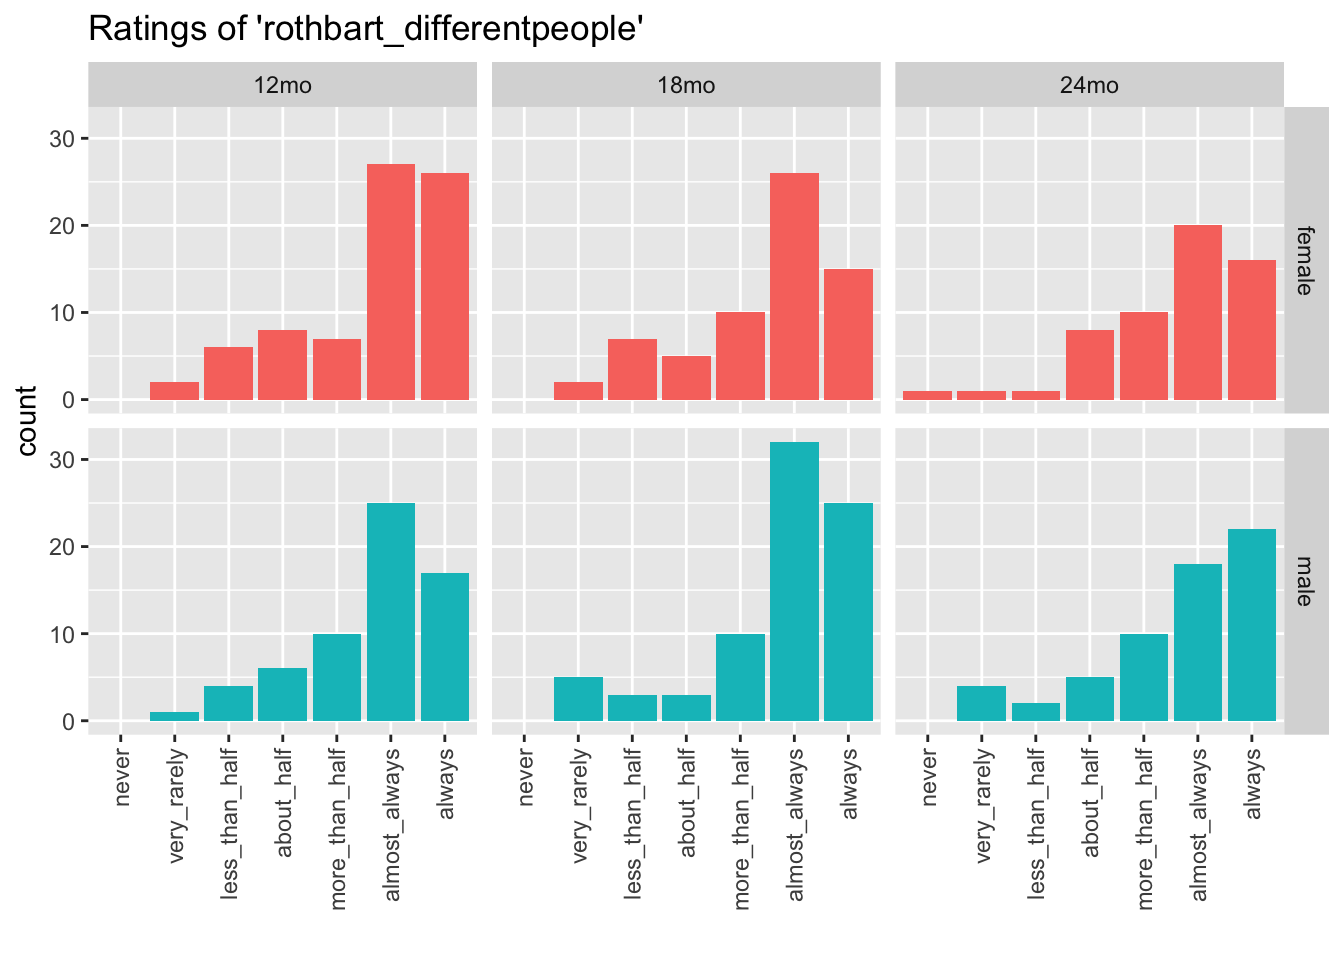 Ratings of 'rothbart_differentpeople'
12mo
18mo
24mo
30
20
10
0
female
30
20
10
0
male
count
never
very_rarely
less_than_half
about_half
more_than_half
almost_always
always
never
very_rarely
less_than_half
about_half
more_than_half
almost_always
always
never
very_rarely
less_than_half
about_half
more_than_half
almost_always
always